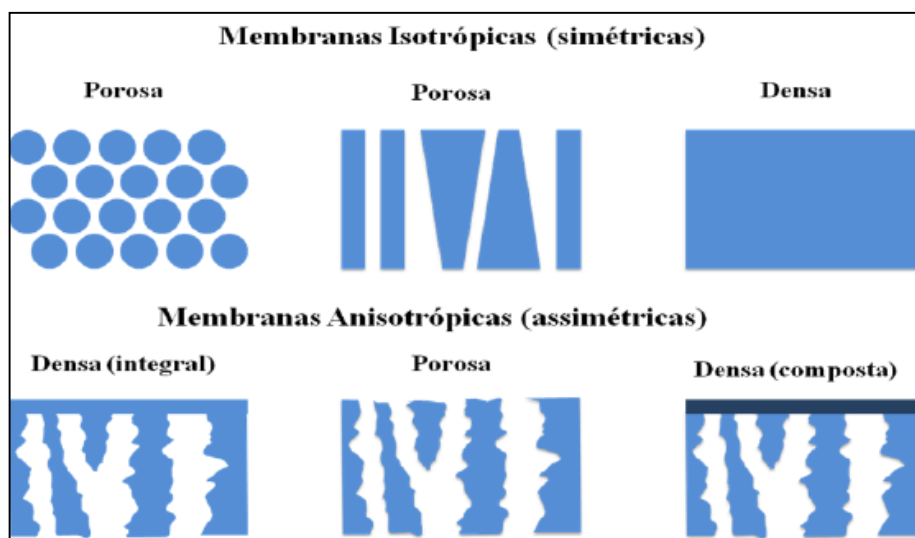 Membranas Isotrópicas (simétricas)
Porosa
Porosa
Densa
Membranas Anisotrópicas (assimétricas)
Densa (integral)
Porosa
Densa (composta)